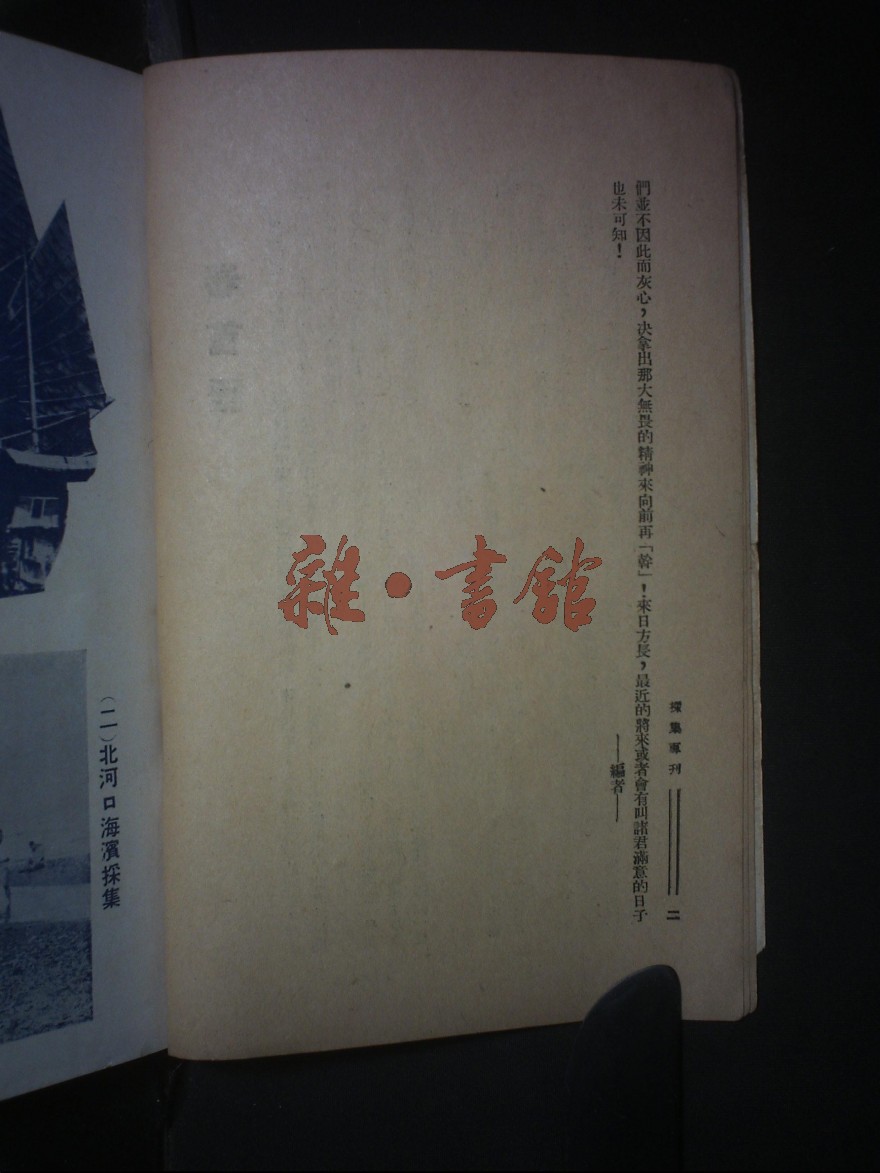 採集專刊
二
們並不因此而灰心，決拿出那大無畏的精神來向前再「幹」！來日方長，最近的將來或者會有叫諸君滿意的日子
也未可知！
——編者——
雜·書館
（二）北河口海濱採集